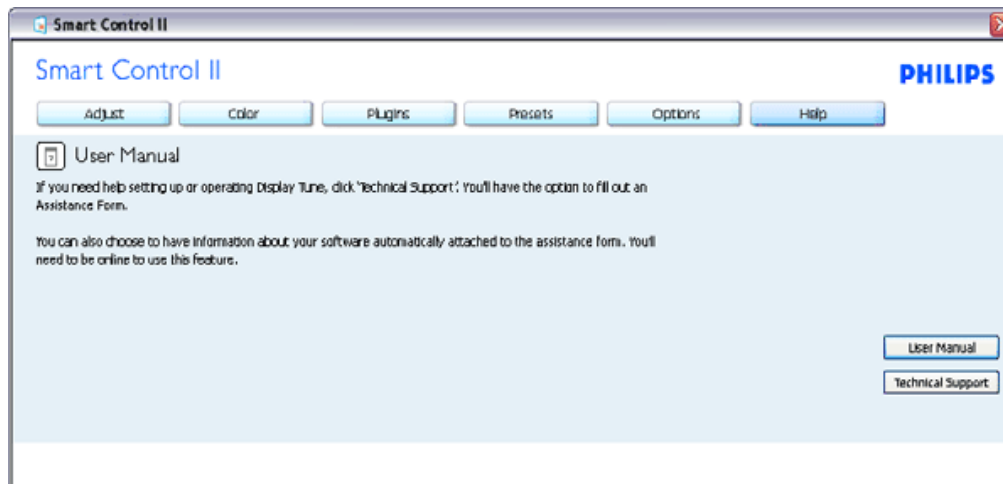 Smart Control II
Smart Control II
PHILIPS
Adjust Color Plugins Presets Options Help
User Manual
If you need help setting up or operating Display Tune, click 'Technical Support'. You'll have the option to fill out an
Assistance Form.
You can also choose to have information about your software automatically attached to the assistance form. You'll
need to be online to use this feature.
User Manual
Technical Support